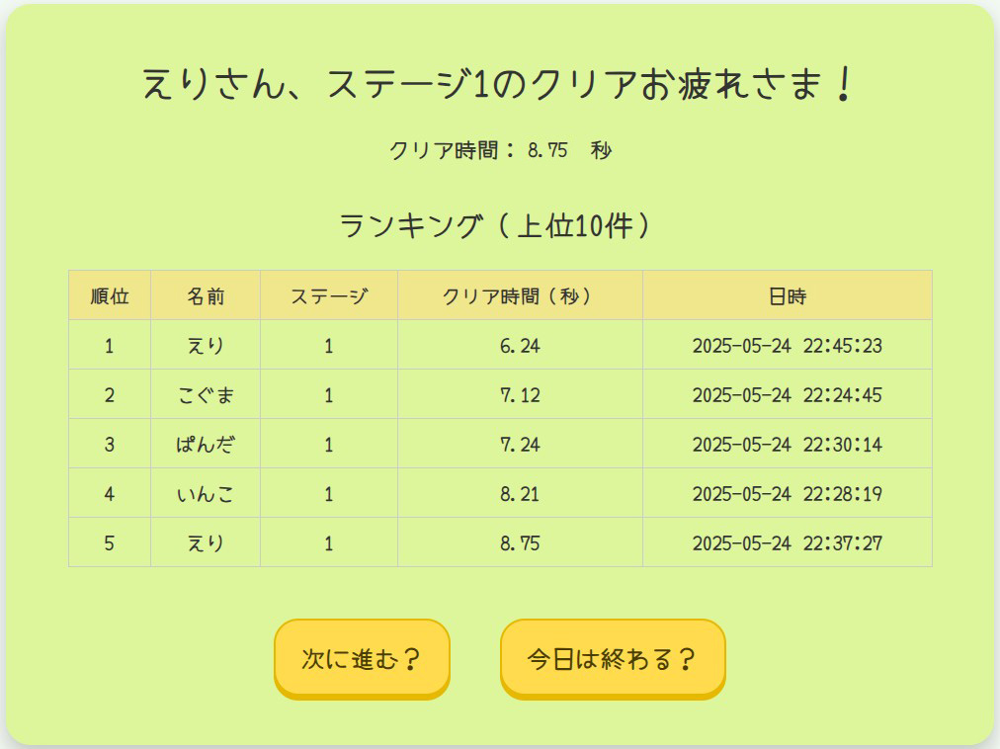 えりさん、ステージ1のクリアお疲れさま！
クリア時間： 8.75　秒
ランキング（上位10件）
順位 名前 ステージ クリア時間（秒） 日時
1 えり 1 6.24 2025-05-24 22:45:23
2 こぐま 1 7.12 2025-05-24 22:24:45
3 ぱんだ 1 7.24 2025-05-24 22:30:14
4 いんこ 1 8.21 2025-05-24 22:28:19
5 えり 1 8.75 2025-05-24 22:37:27
次に進む？ 今日は終わる？